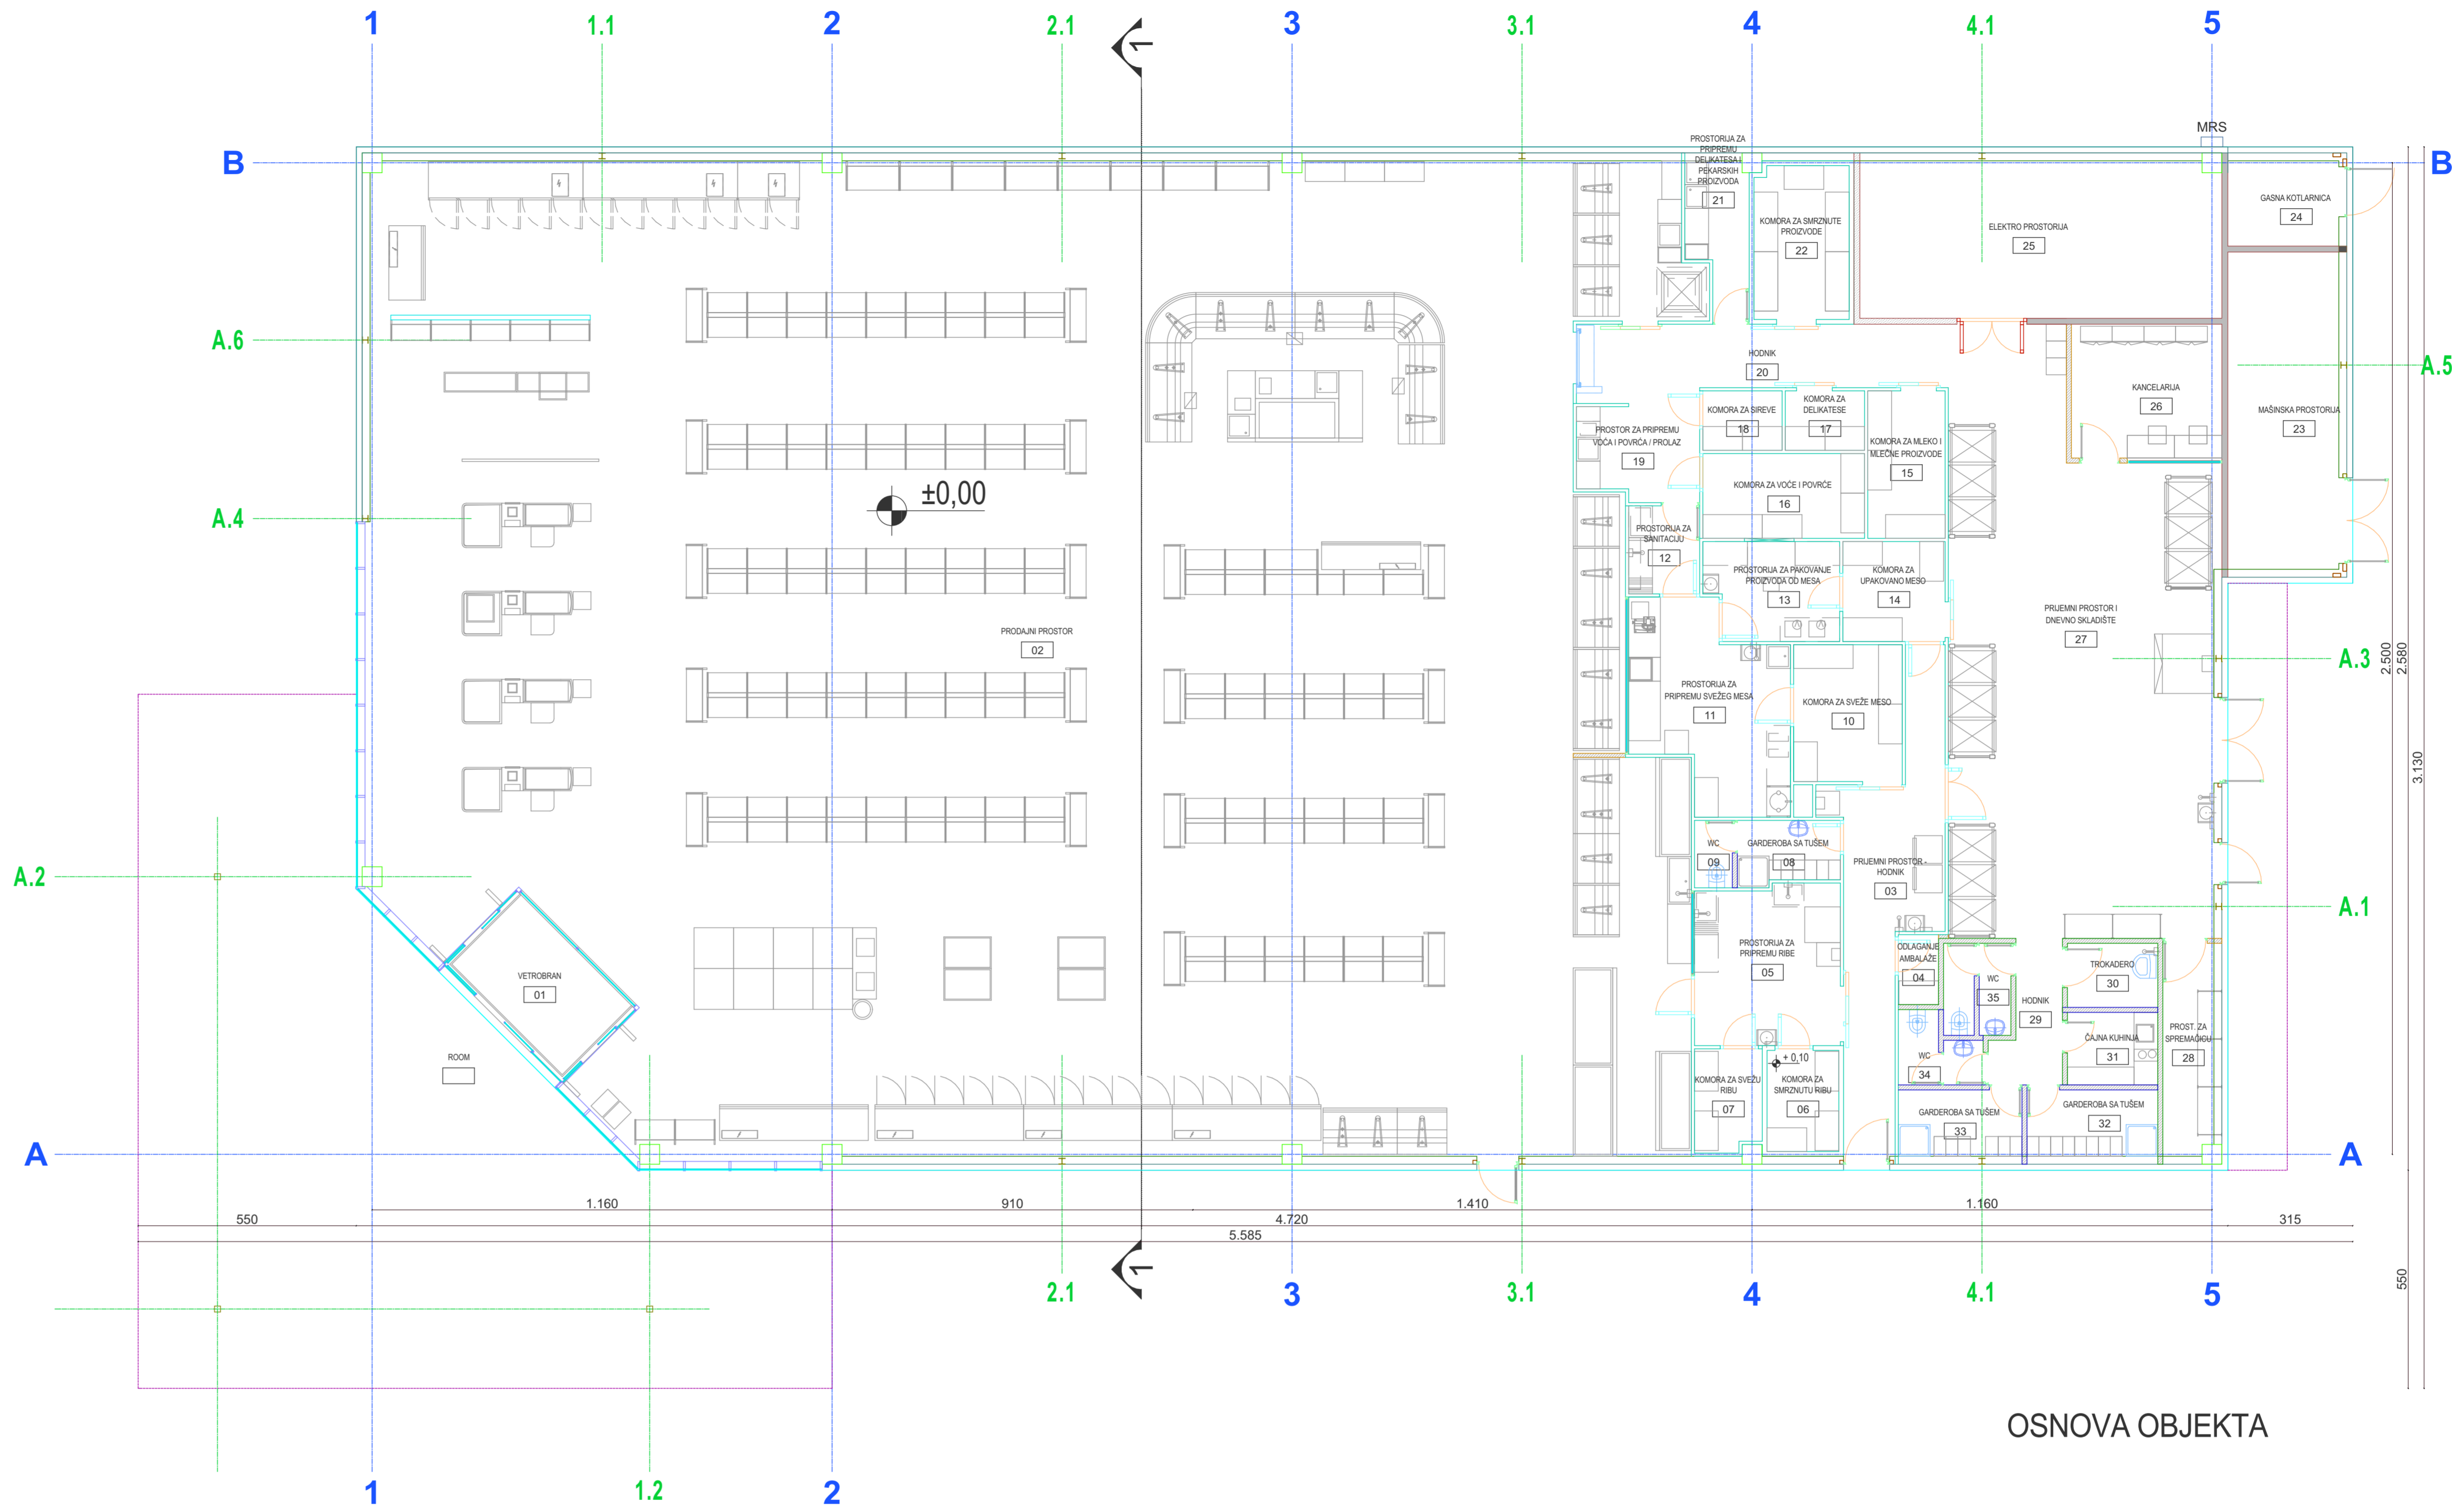 1
1.1
2
2.1
1
3
3.1
4
4.1
5
MRS
B
B
PROSTORIJA ZA
PRIPREMU
DELIKATESA I
PEKARSKIH
PROIZVODA
21
KOMORA ZA SMRZNUTE
PROIZVODE
22
ELEKTRO PROSTORIJA
25
GASNA KOTLARNICA
24
A.6
A.5
HODNIK
20
KANCELARIJA
26
MAŠINSKA PROSTORIJA
23
KOMORA ZA SIREVE
18
KOMORA ZA
DELIKATESE
17
PROSTOR ZA PRIPREMU
VOĆA I POVRĆA / PROLAZ
19
KOMORA ZA MLEKO I
MLEČNE PROIZVODE
15
KOMORA ZA VOĆE I POVRĆE
16
±0,00
A.4
PROSTORIJA ZA
SANITACIJU
12
PROSTORIJA ZA PAKOVANJE
PROIZVODA OD MESA
13
KOMORA ZA
UPAKOVANO MESO
14
PRODAJNI PROSTOR
02
PRIJEMNI PROSTOR I
DNEVNO SKLADIŠTE
27
A.3
2.500
2.580
3.130
PROSTORIJA ZA
PRIPREMU SVEŽEG MESA
11
KOMORA ZA SVEŽE MESO
10
WC
09
GARDEROBA SA TUŠEM
08
PRIJEMNI PROSTOR -
HODNIK
03
A.2
A.1
VETROBRAN
01
PROSTORIJA ZA
PRIPREMU RIBE
05
ODLAGANJE
AMBALAŽE
04
WC
35
TROKADERO
30
HODNIK
29
ROOM
ČAJNA KUHINJA
31
PROST. ZA
SPREMAČICU
28
WC
34
+ 0,10
KOMORA ZA SVEŽU
RIBU
07
KOMORA ZA
SMRZNUTU RIBU
06
GARDEROBA SA TUŠEM
33
GARDEROBA SA TUŠEM
32
A
A
1.160
910
1.410
1.160
550
4.720
315
5.585
550
2.1
1
3
3.1
4
4.1
5
OSNOVA OBJEKTA
1
1.2
2